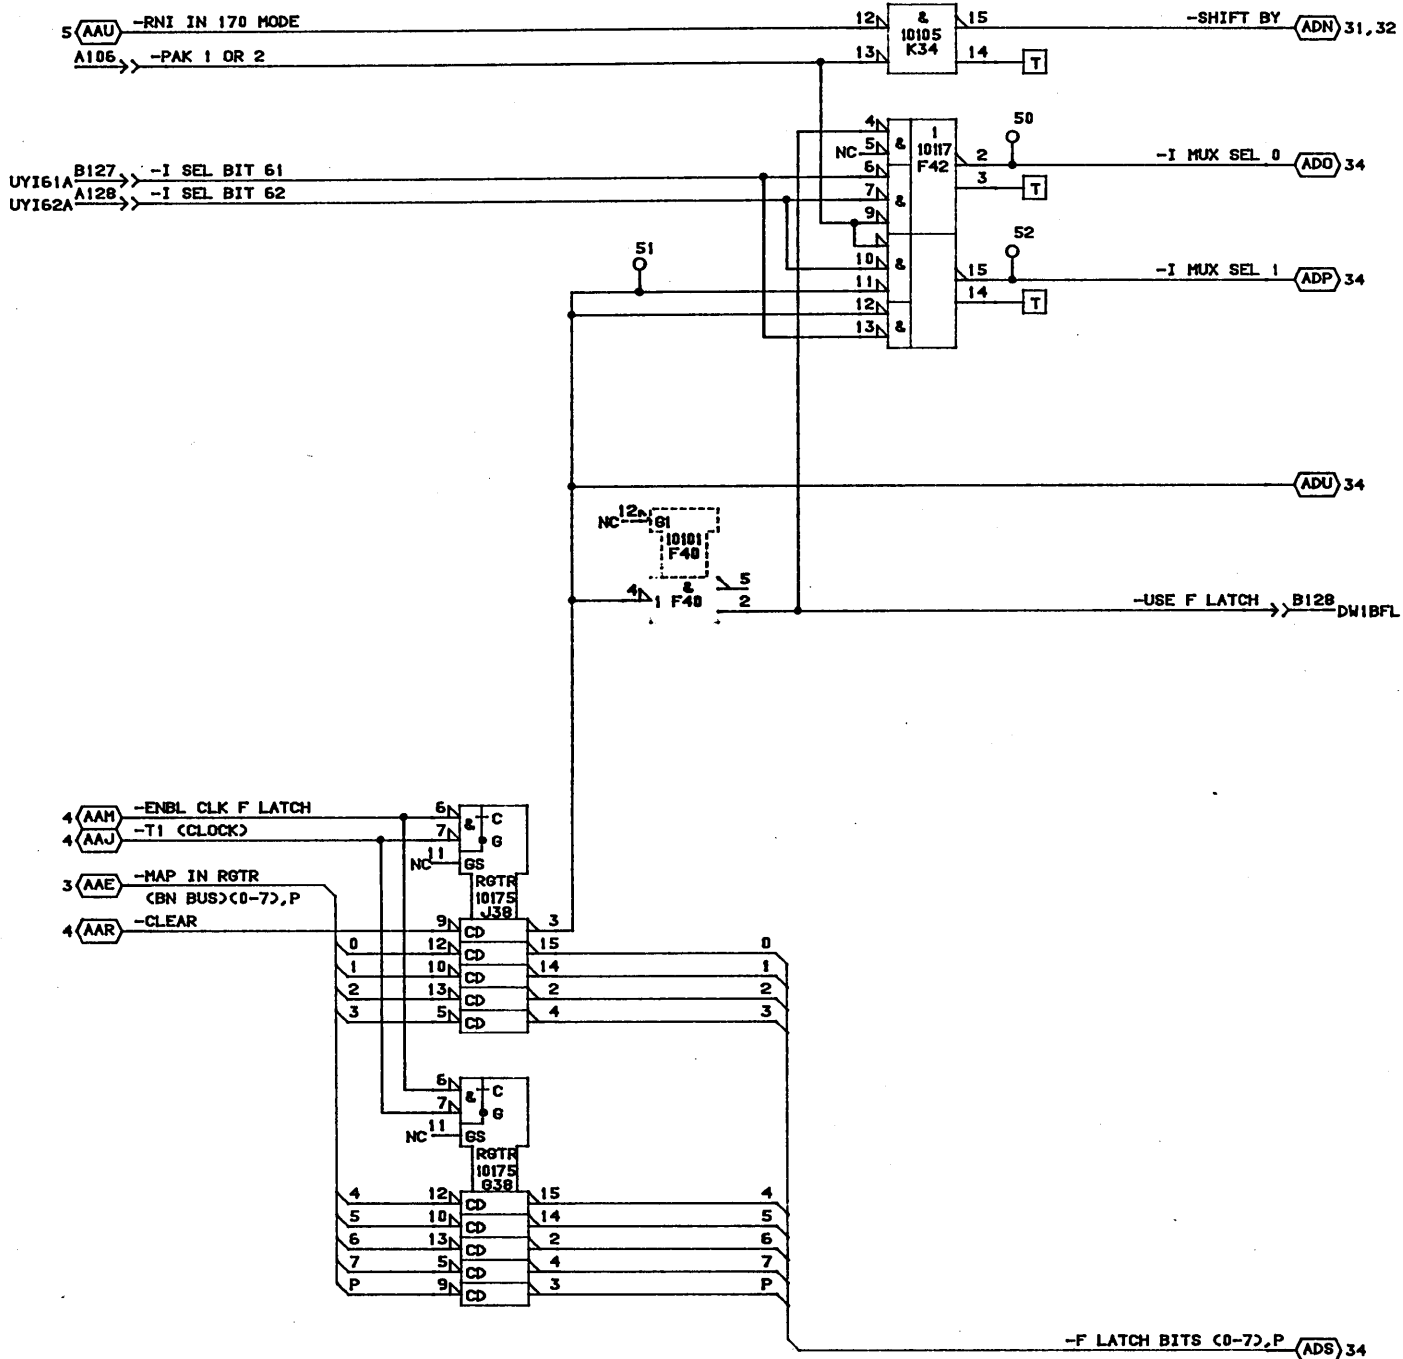 5 AAU -RNI IN 170 MODE 12 & 15 -SHIFT BY ADN 31,32
10105
K34
A106 -PAK 1 OR 2 13 14 T
4 1 50
& 10117
NC 5 F42 2 -I MUX SEL 0 ADO 34
B127 -I SEL BIT 61 6 3 T
UYI61A
A128 -I SEL BIT 62 7 &
UYI62A
9
51 52
10 & 15 -I MUX SEL 1 ADP 34
11 14 T
12
13 &
ADU 34
NC 12 G1
10101
F40
&
4 1 F40 5
2 -USE F LATCH B128 DW1BFL
4 AAM -ENBL CLK F LATCH 6 & C
4 AAJ -T1 (CLOCK) 7 G
NC 11 GS
3 AAE -MAP IN RGTR
(BN BUS)(0-7),P
RGTR
10175
J38
4 AAR -CLEAR 9 CD 3
0 12 CD 15 0
1 10 CD 14 1
2 13 CD 2 2
3 5 CD 4 3
6 & C
7 G
NC 11 GS
RGTR
10175
G38
4 12 CD 15 4
5 10 CD 14 5
6 13 CD 2 6
7 5 CD 4 7
P 9 CD 3 P
-F LATCH BITS (0-7),P ADS 34